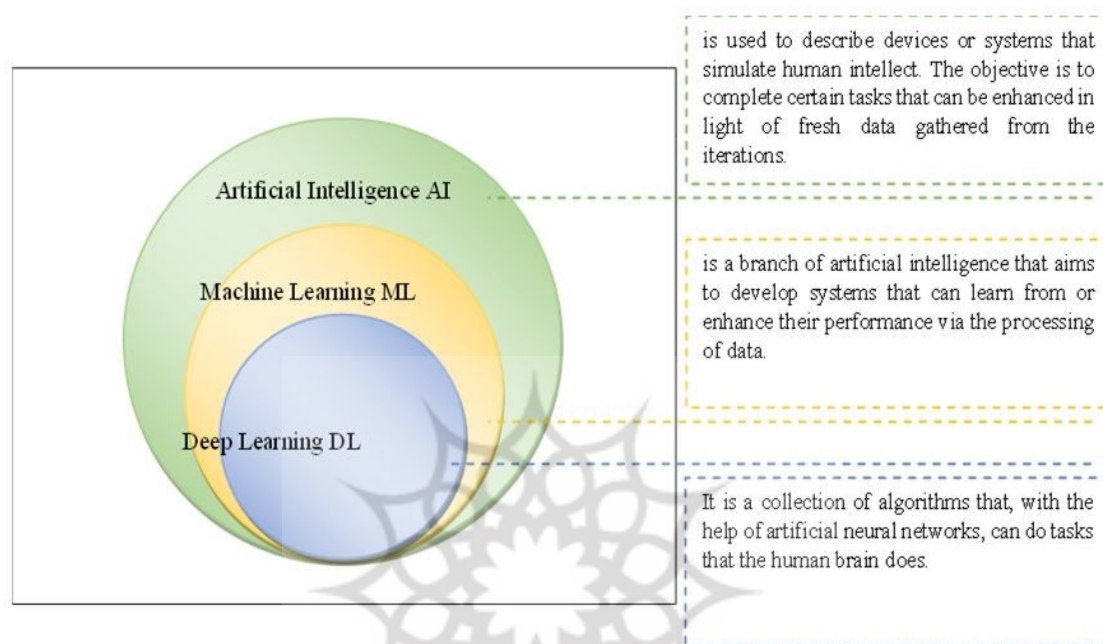 Artificial Intelligence AI
Machine Learning ML
Deep Learning DL
is used to describe devices or systems that
simulate human intellect. The objective is to
complete certain tasks that can be enhanced in
light of fresh data gathered from the
iterations.
is a branch of artificial intelligence that aims
to develop systems that can learn from or
enhance their performance via the processing
of data.
It is a collection of algorithms that, with the
help of artificial neural networks, can do tasks
that the human brain does.